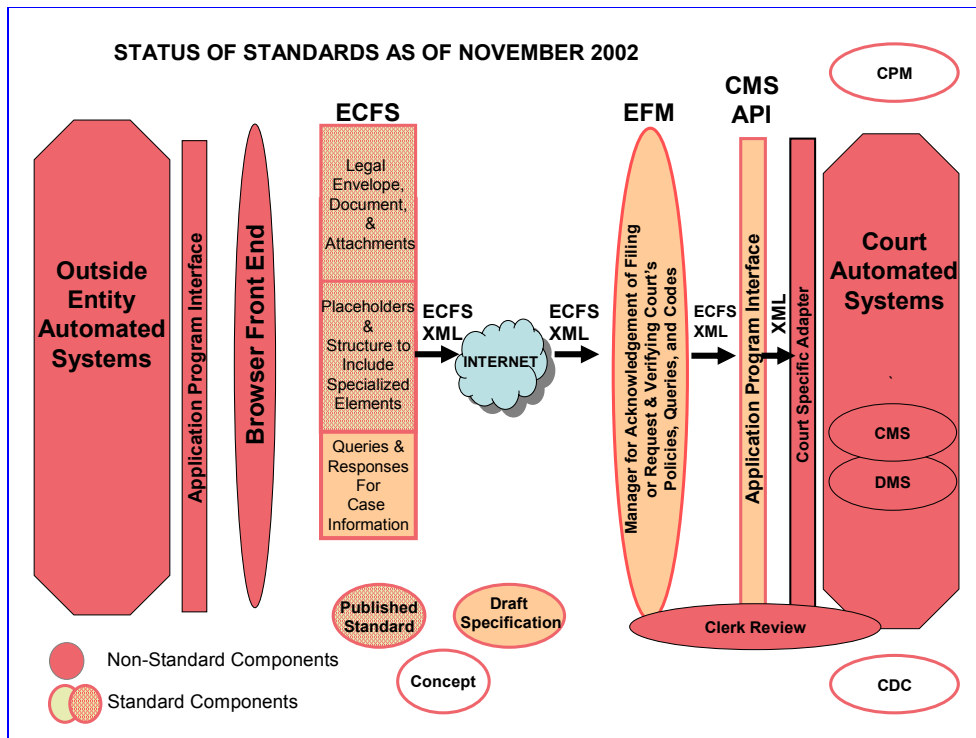 STATUS OF STANDARDS AS OF NOVEMBER 2002
CPM
ECFS
EFM
CMS
API
Outside
Entity
Automated
Systems
Application Program Interface
Browser Front End
Legal
Envelope,
Document,
&
Attachments
Placeholders
&
Structure to
Include
Specialized
Elements
Queries &
Responses
For
Case
Information
ECFS
XML
INTERNET
ECFS
XML
Manager for Acknowledgement of Filing
or Request & Verifying Court's
Policies, Queries, and Codes
ECFS
XML
Application Program Interface
XML
Court Specific Adapter
Court
Automated
Systems
CMS
DMS
Clerk Review
Published
Standard
Draft
Specification
Concept
Non-Standard Components
Standard Components
CDC